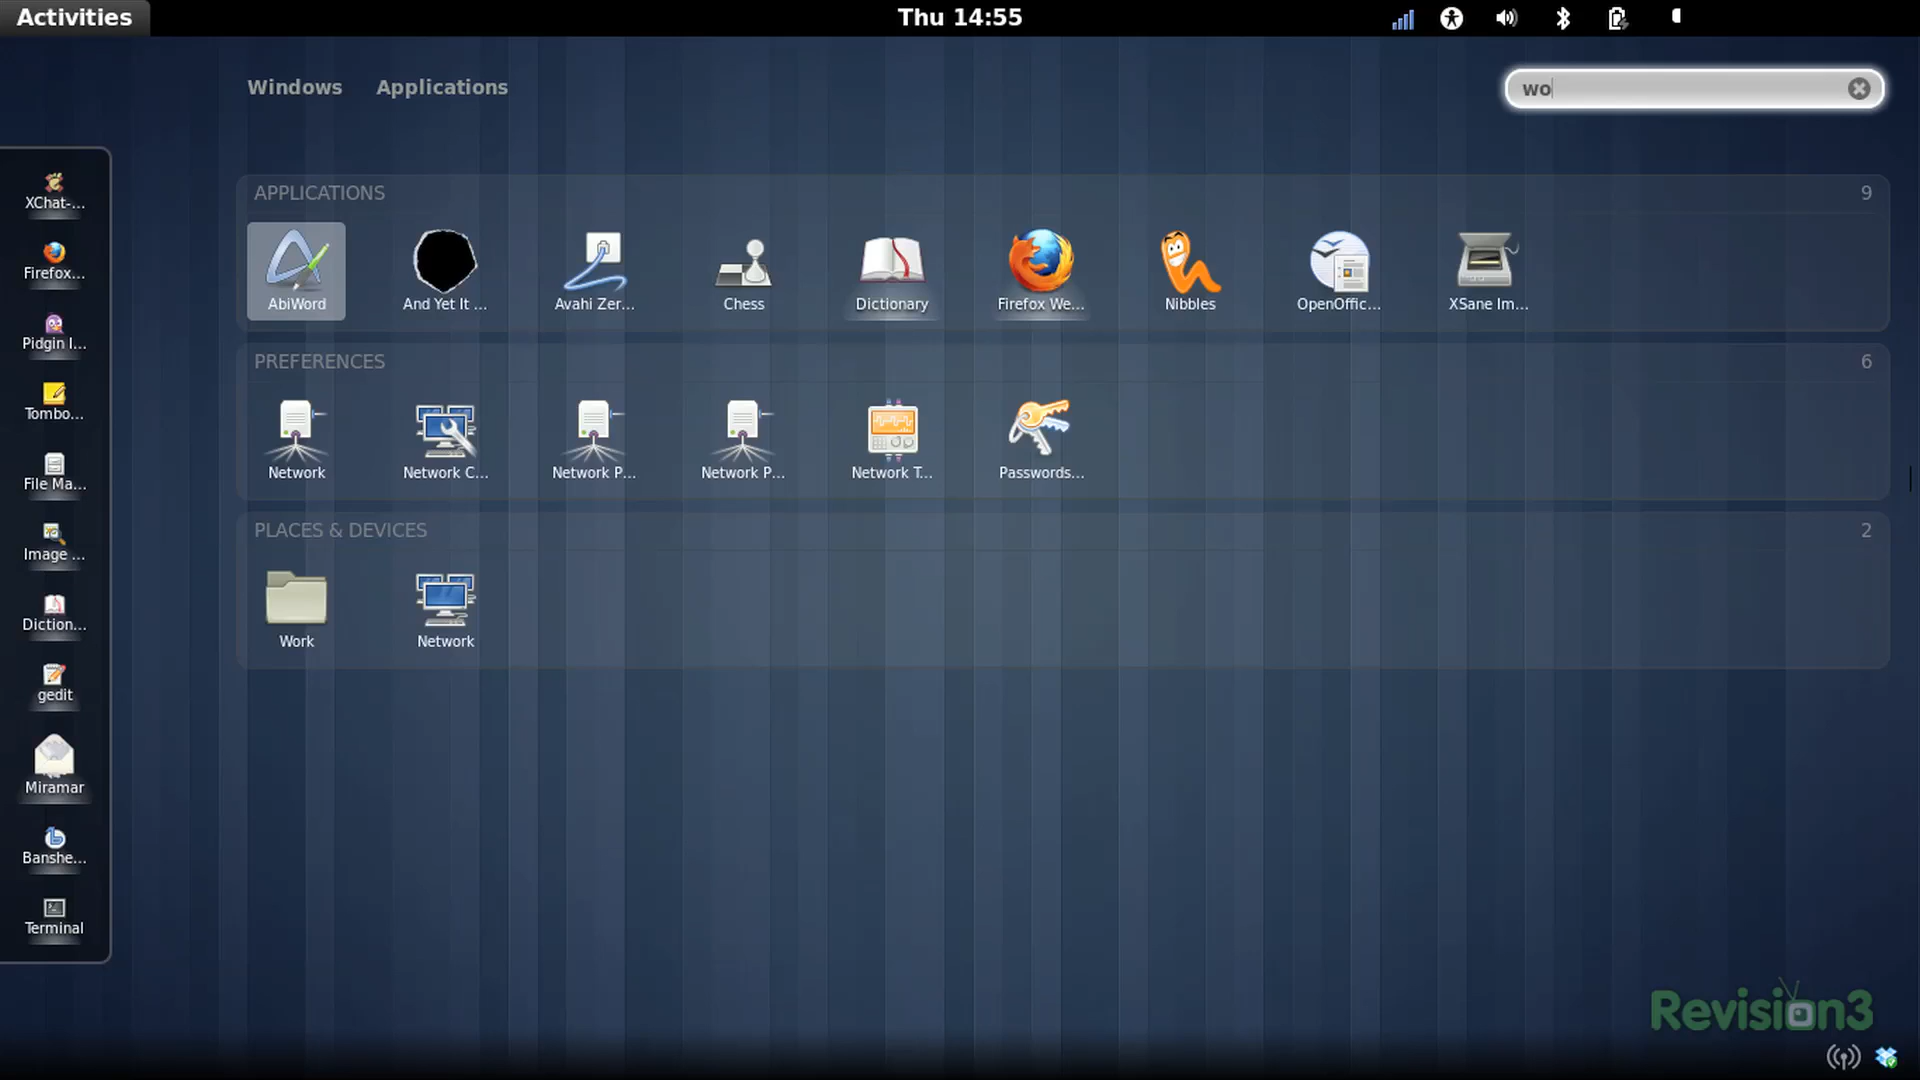 Activities
Thu 14:55
Windows
Applications
wo
XChat-...
Firefox...
Pidgin I...
Tombo...
File Ma...
Image ...
Diction...
gedit
Miramar
Banshe...
Terminal
APPLICATIONS
9
AbiWord
And Yet It ...
Avahi Zer...
Chess
Dictionary
Firefox We...
Nibbles
OpenOffic...
XSane Im...
PREFERENCES
6
Network
Network C...
Network P...
Network P...
Network T...
Passwords...
PLACES & DEVICES
2
Work
Network
Revision3